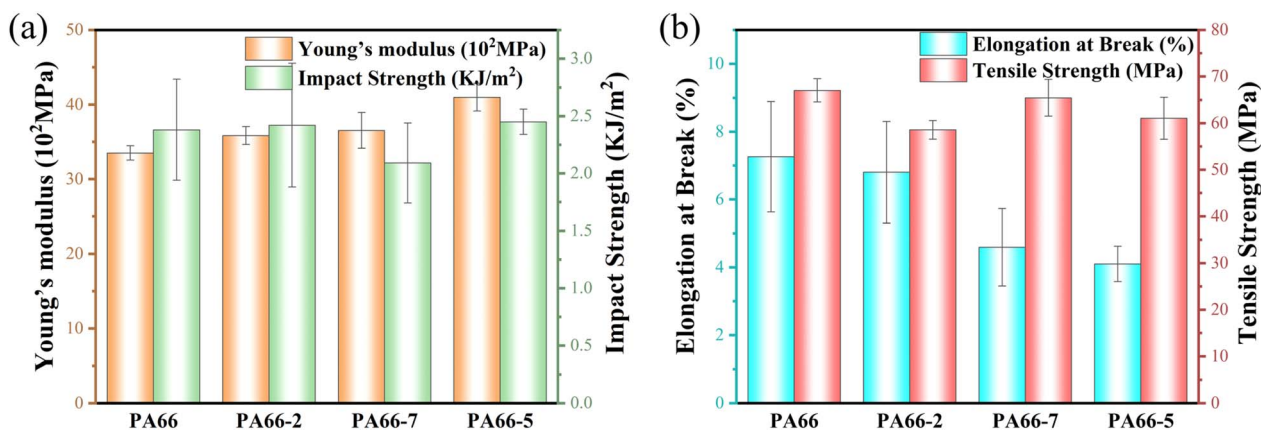 (a)
Young's modulus (10²MPa)
50
40
30
20
10
0
Young's modulus (10²MPa)
Impact Strength (KJ/m²)
3.0
2.5
2.0
1.5
1.0
0.5
0.0
Impact Strength (KJ/m²)
PA66 PA66-2 PA66-7 PA66-5
(b)
Elongation at Break (%)
10
8
6
4
2
0
Elongation at Break (%)
Tensile Strength (MPa)
80
70
60
50
40
30
20
10
0
Tensile Strength (MPa)
PA66 PA66-2 PA66-7 PA66-5